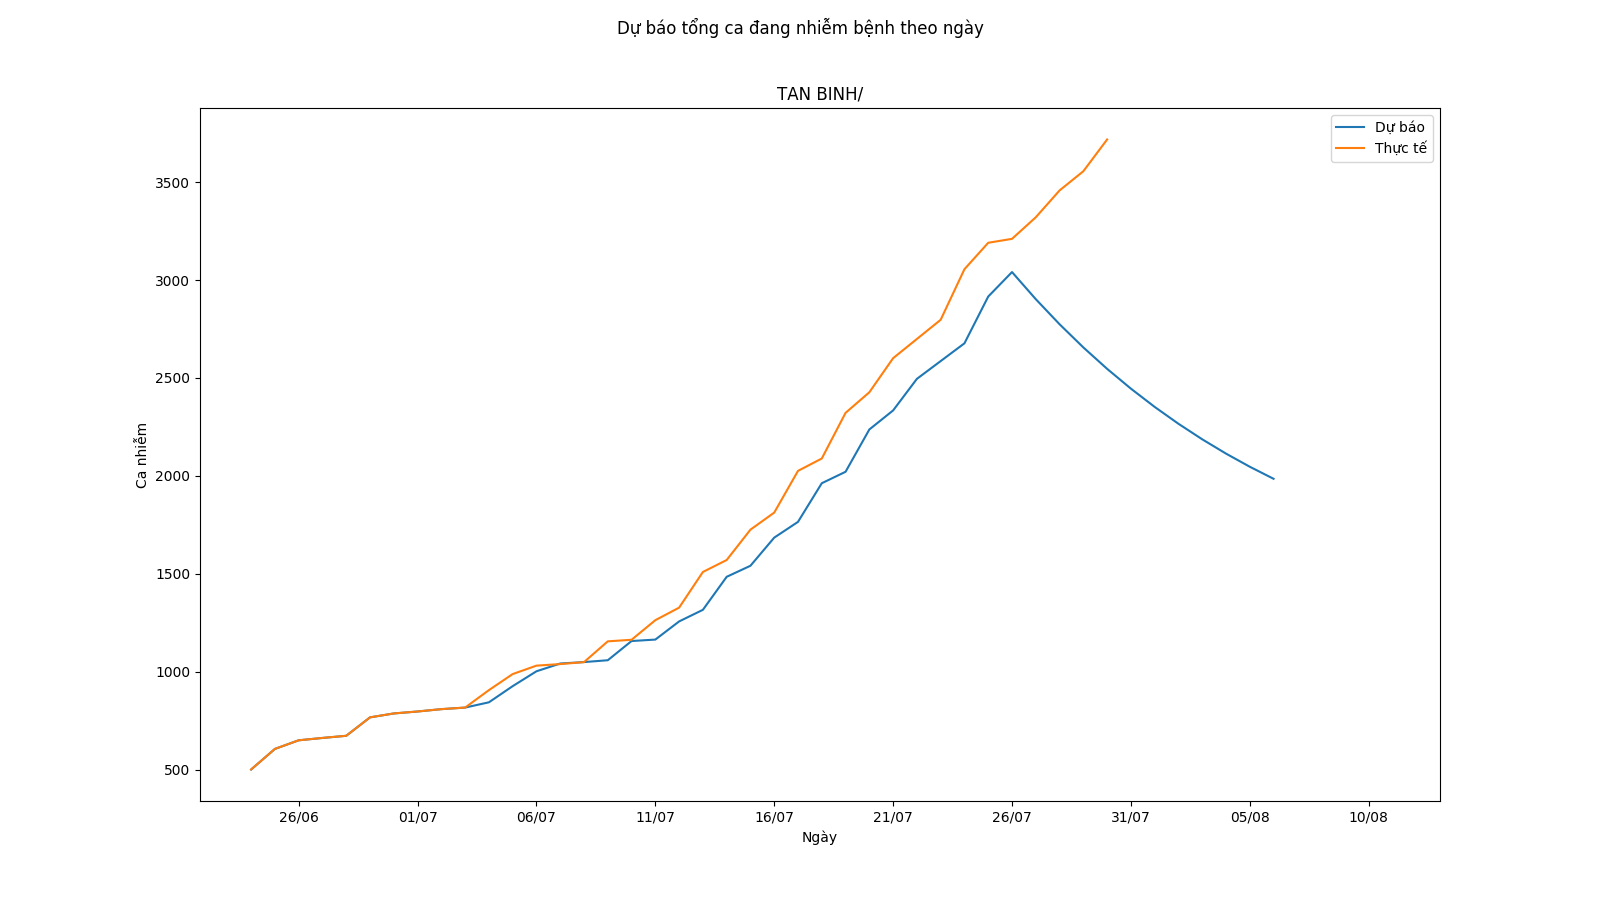 Dự báo tổng ca đang nhiễm bệnh theo ngày
TAN BINH/
Dự báo
Thực tế
3500
3000
2500
2000
1500
1000
500
Ca nhiễm
26/06
01/07
06/07
11/07
16/07
21/07
26/07
31/07
05/08
10/08
Ngày